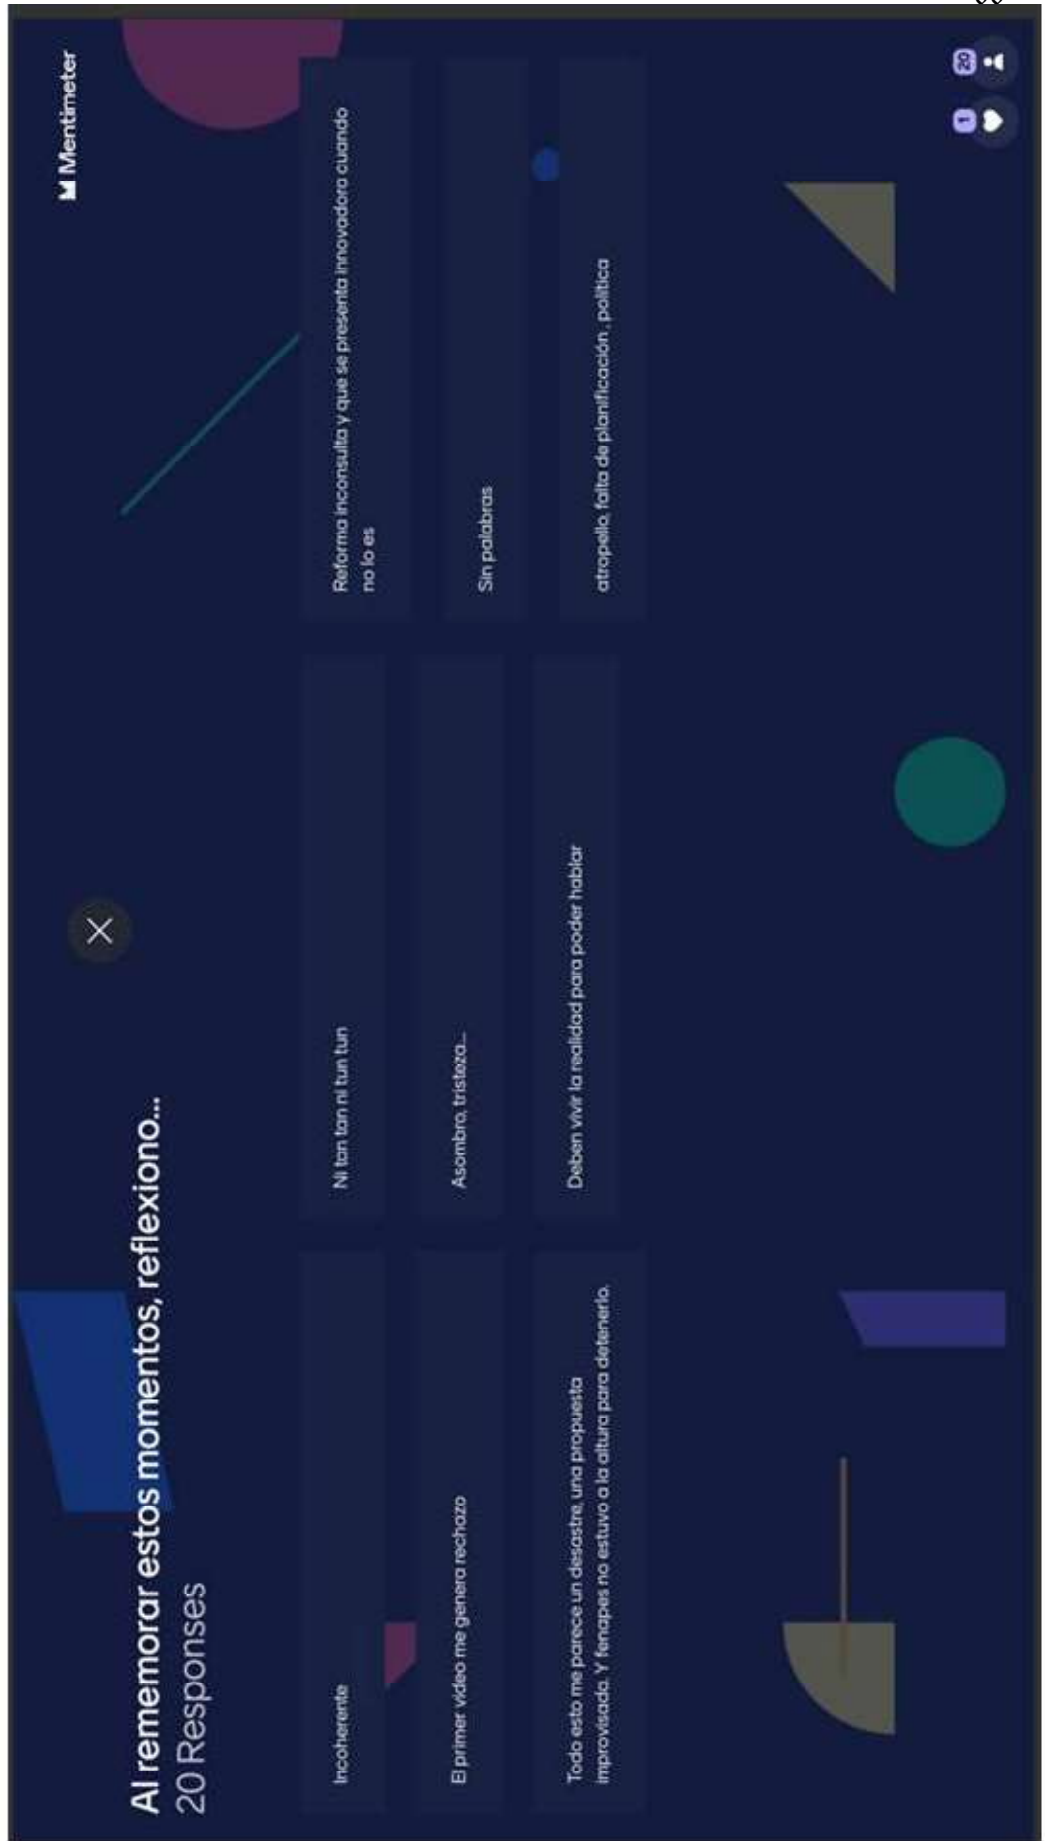 Mentimeter
Al rememorar estos momentos, reflexiono...
20 Responses
Incoherente
Ni tan tan ni tun tun
Reforma inconsulta y que se presenta innovadora cuando
no lo es
El primer video me genera rechazo
Asombro, tristeza...
Sin palabras
Todo esto me parece un desastre, una propuesta
improvisada. Y fenapes no estuvo a la altura para detenerlo.
Deben vivir la realidad para poder hablar
atropello, falta de planificación , política
1
20